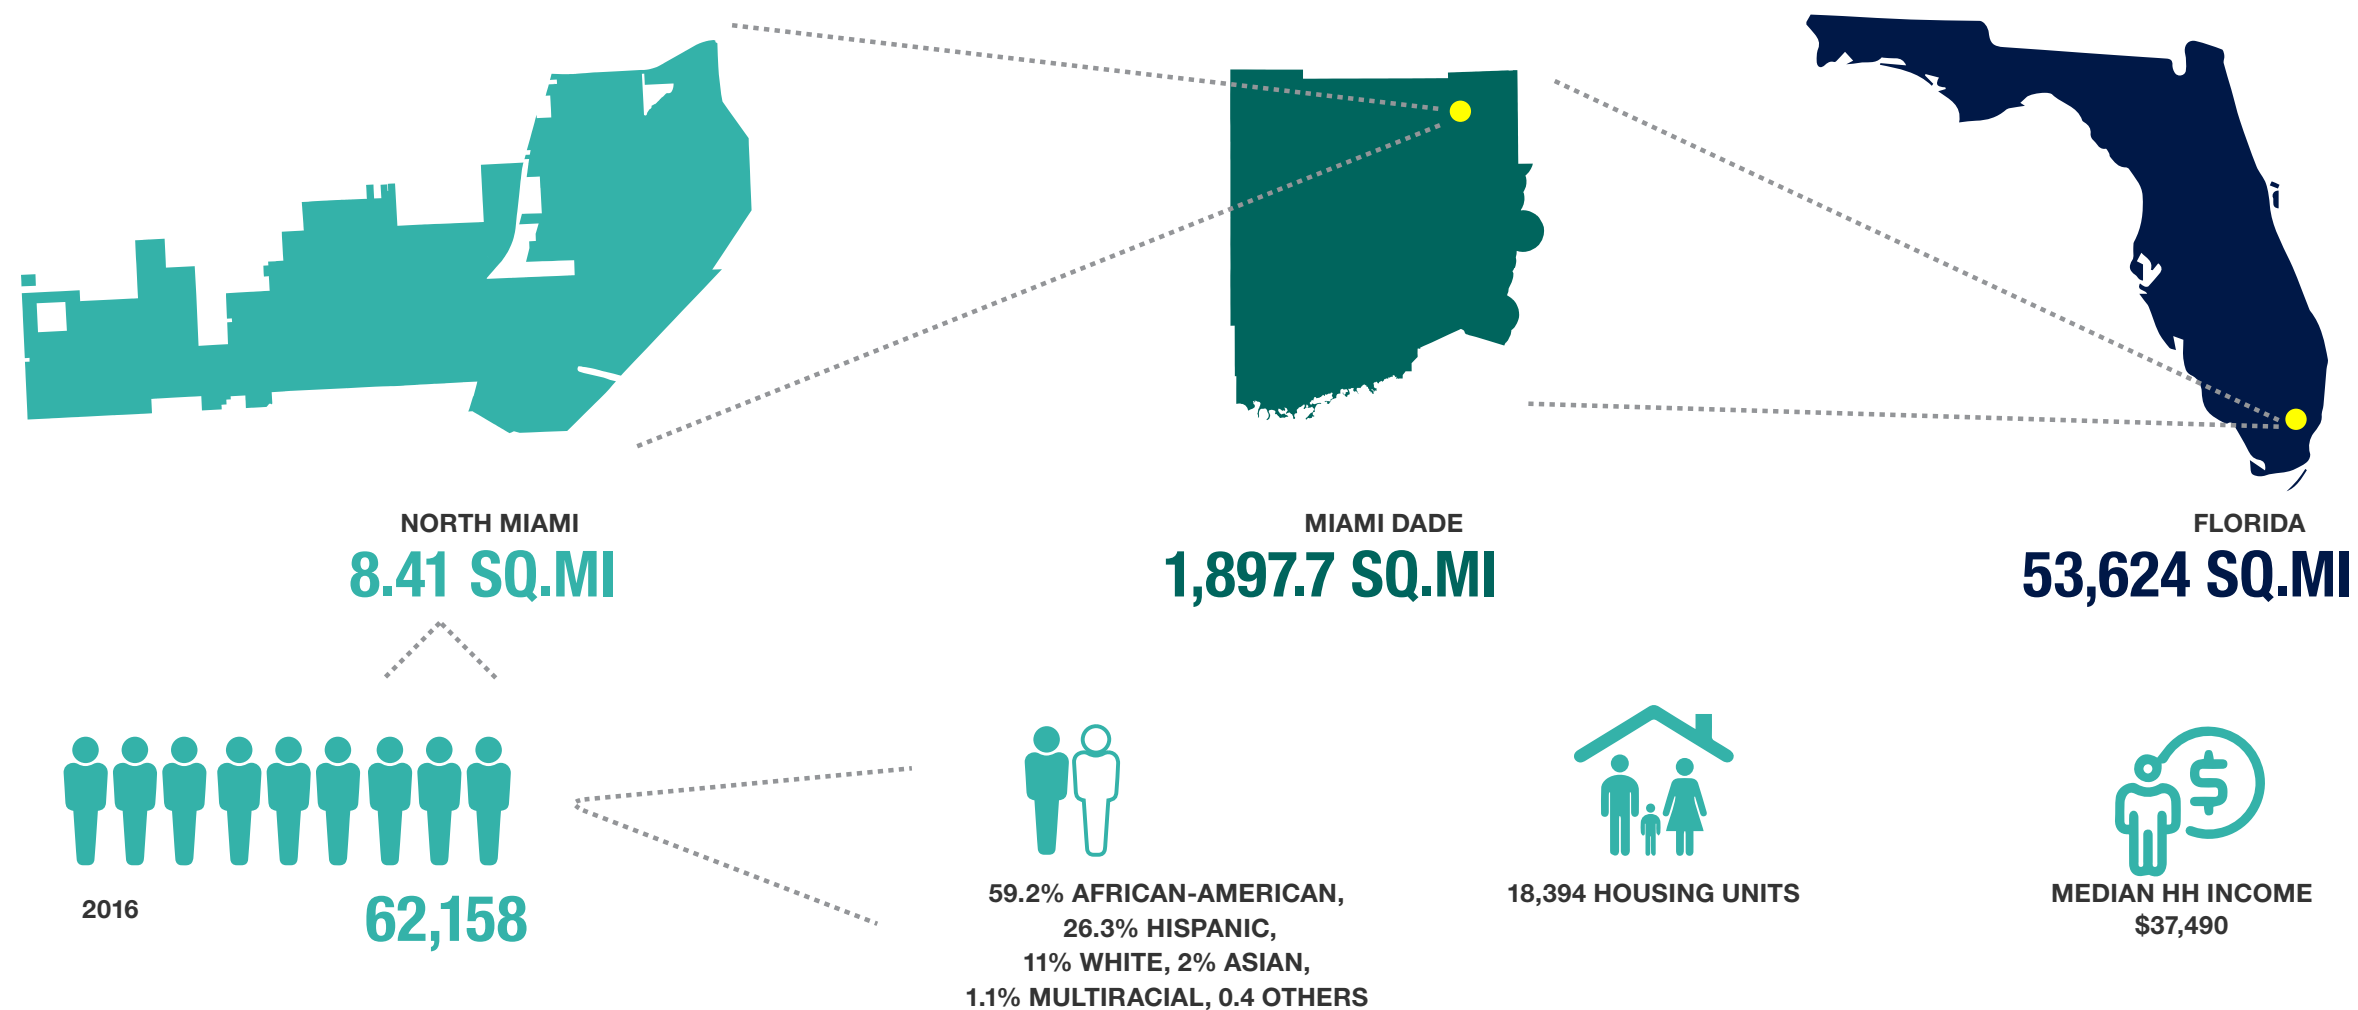 NORTH MIAMI
8.41 SQ.MI
MIAMI DADE
1,897.7 SQ.MI
FLORIDA
53,624 SQ.MI
2016
62,158
59.2% AFRICAN-AMERICAN,
26.3% HISPANIC,
11% WHITE, 2% ASIAN,
1.1% MULTIRACIAL, 0.4 OTHERS
18,394 HOUSING UNITS
$
MEDIAN HH INCOME
$37,490